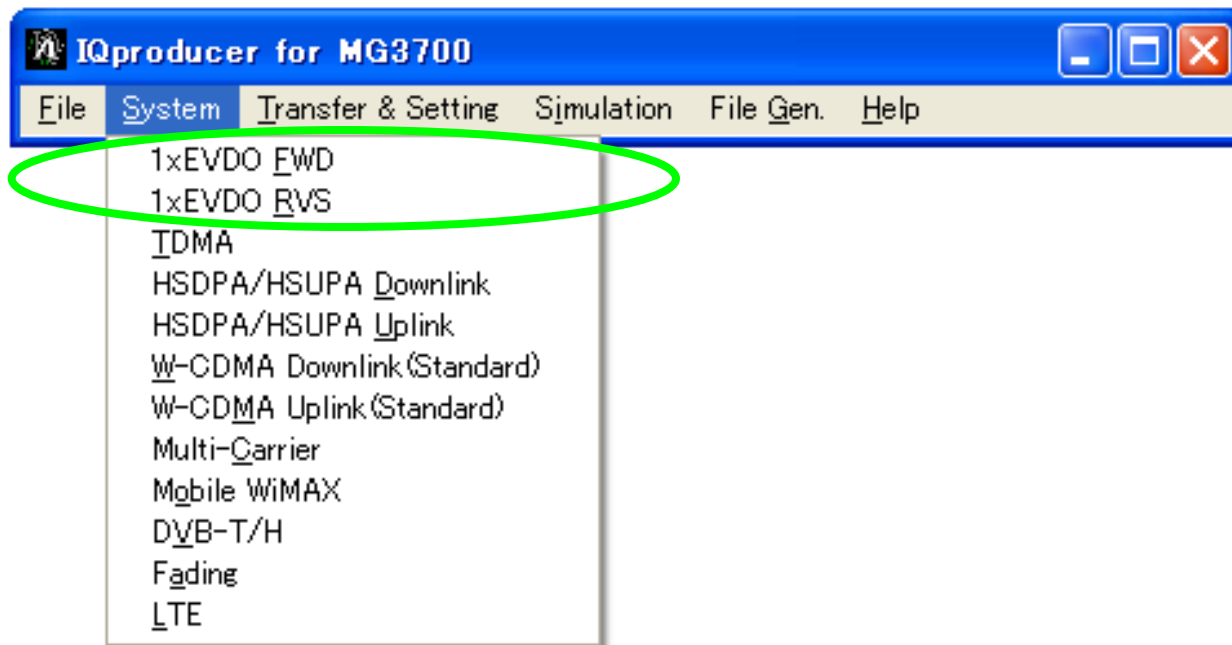 IQproducer for MG3700
File System Transfer & Setting Simulation File Gen. Help
1xEVDO FWD
1xEVDO RVS
TDMA
HSDPA/HSUPA Downlink
HSDPA/HSUPA Uplink
W-CDMA Downlink(Standard)
W-CDMA Uplink(Standard)
Multi-Carrier
Mobile WiMAX
DVB-T/H
Fading
LTE